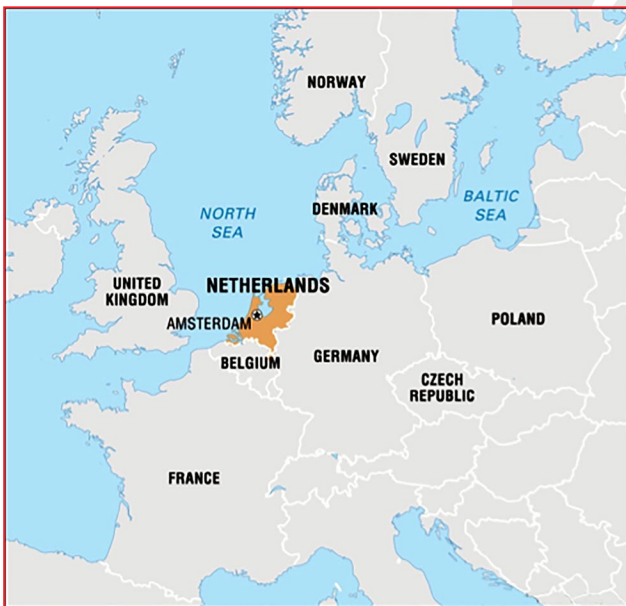 NORWAY
SWEDEN
BALTIC
SEA
NORTH
SEA
DENMARK
UNITED
KINGDOM
NETHERLANDS
AMSTERDAM
POLAND
BELGIUM
GERMANY
CZECH
REPUBLIC
FRANCE